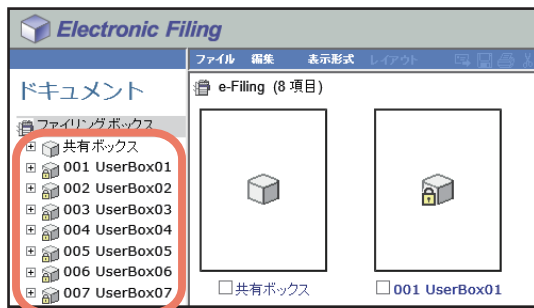 Electronic Filing
ファイル 編集 表示形式 レイアウト
ドキュメント
ファイリングボックス
共有ボックス
001 UserBox01
002 UserBox02
003 UserBox03
004 UserBox04
005 UserBox05
006 UserBox06
007 UserBox07
e-Filing (8 項目)
共有ボックス
001 UserBox01